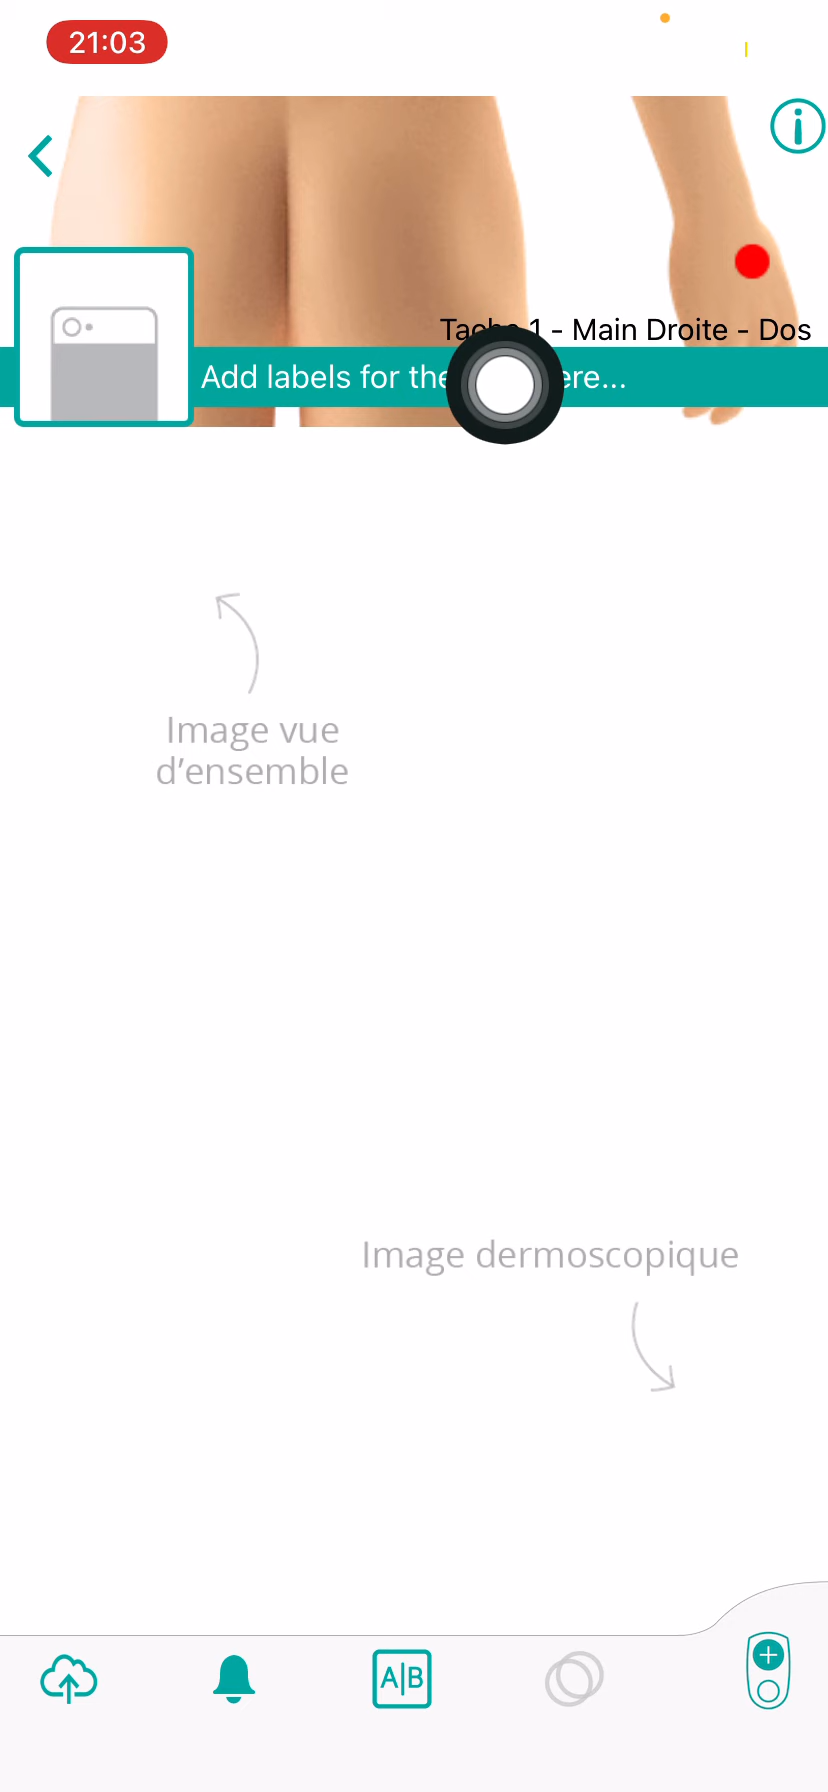 21:03
Tache 1 - Main Droite - Dos
Add labels for the ere...
Image vue
d’ensemble
Image dermoscopique
A|B